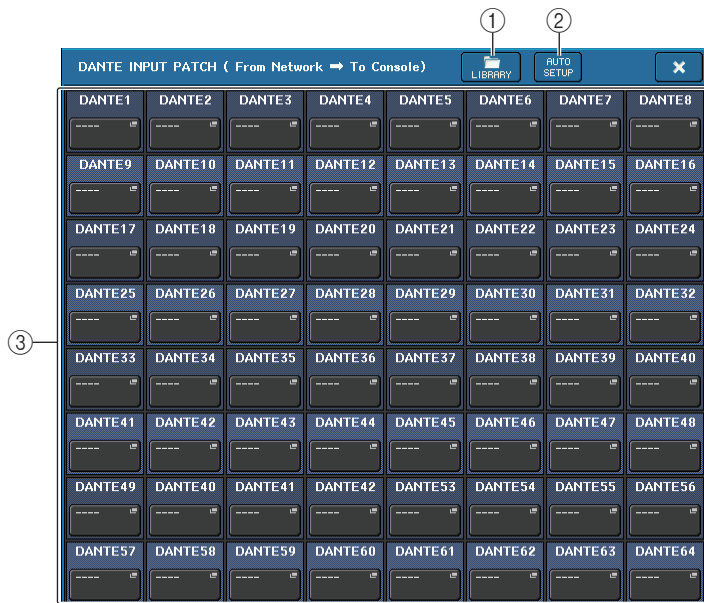 ① ②
DANTE INPUT PATCH ( From Network ➡ To Console) LIBRARY AUTO SETUP ×
DANTE1 DANTE2 DANTE3 DANTE4 DANTE5 DANTE6 DANTE7 DANTE8
---- ---- ---- ---- ---- ---- ---- ----
DANTE9 DANTE10 DANTE11 DANTE12 DANTE13 DANTE14 DANTE15 DANTE16
---- ---- ---- ---- ---- ---- ---- ----
DANTE17 DANTE18 DANTE19 DANTE20 DANTE21 DANTE22 DANTE23 DANTE24
---- ---- ---- ---- ---- ---- ---- ----
DANTE25 DANTE26 DANTE27 DANTE28 DANTE29 DANTE30 DANTE31 DANTE32
---- ---- ---- ---- ---- ---- ---- ----
③
DANTE33 DANTE34 DANTE35 DANTE36 DANTE37 DANTE38 DANTE39 DANTE40
---- ---- ---- ---- ---- ---- ---- ----
DANTE41 DANTE42 DANTE43 DANTE44 DANTE45 DANTE46 DANTE47 DANTE48
---- ---- ---- ---- ---- ---- ---- ----
DANTE49 DANTE40 DANTE41 DANTE42 DANTE53 DANTE54 DANTE55 DANTE56
---- ---- ---- ---- ---- ---- ---- ----
DANTE57 DANTE58 DANTE59 DANTE60 DANTE61 DANTE62 DANTE63 DANTE64
---- ---- ---- ---- ---- ---- ---- ----